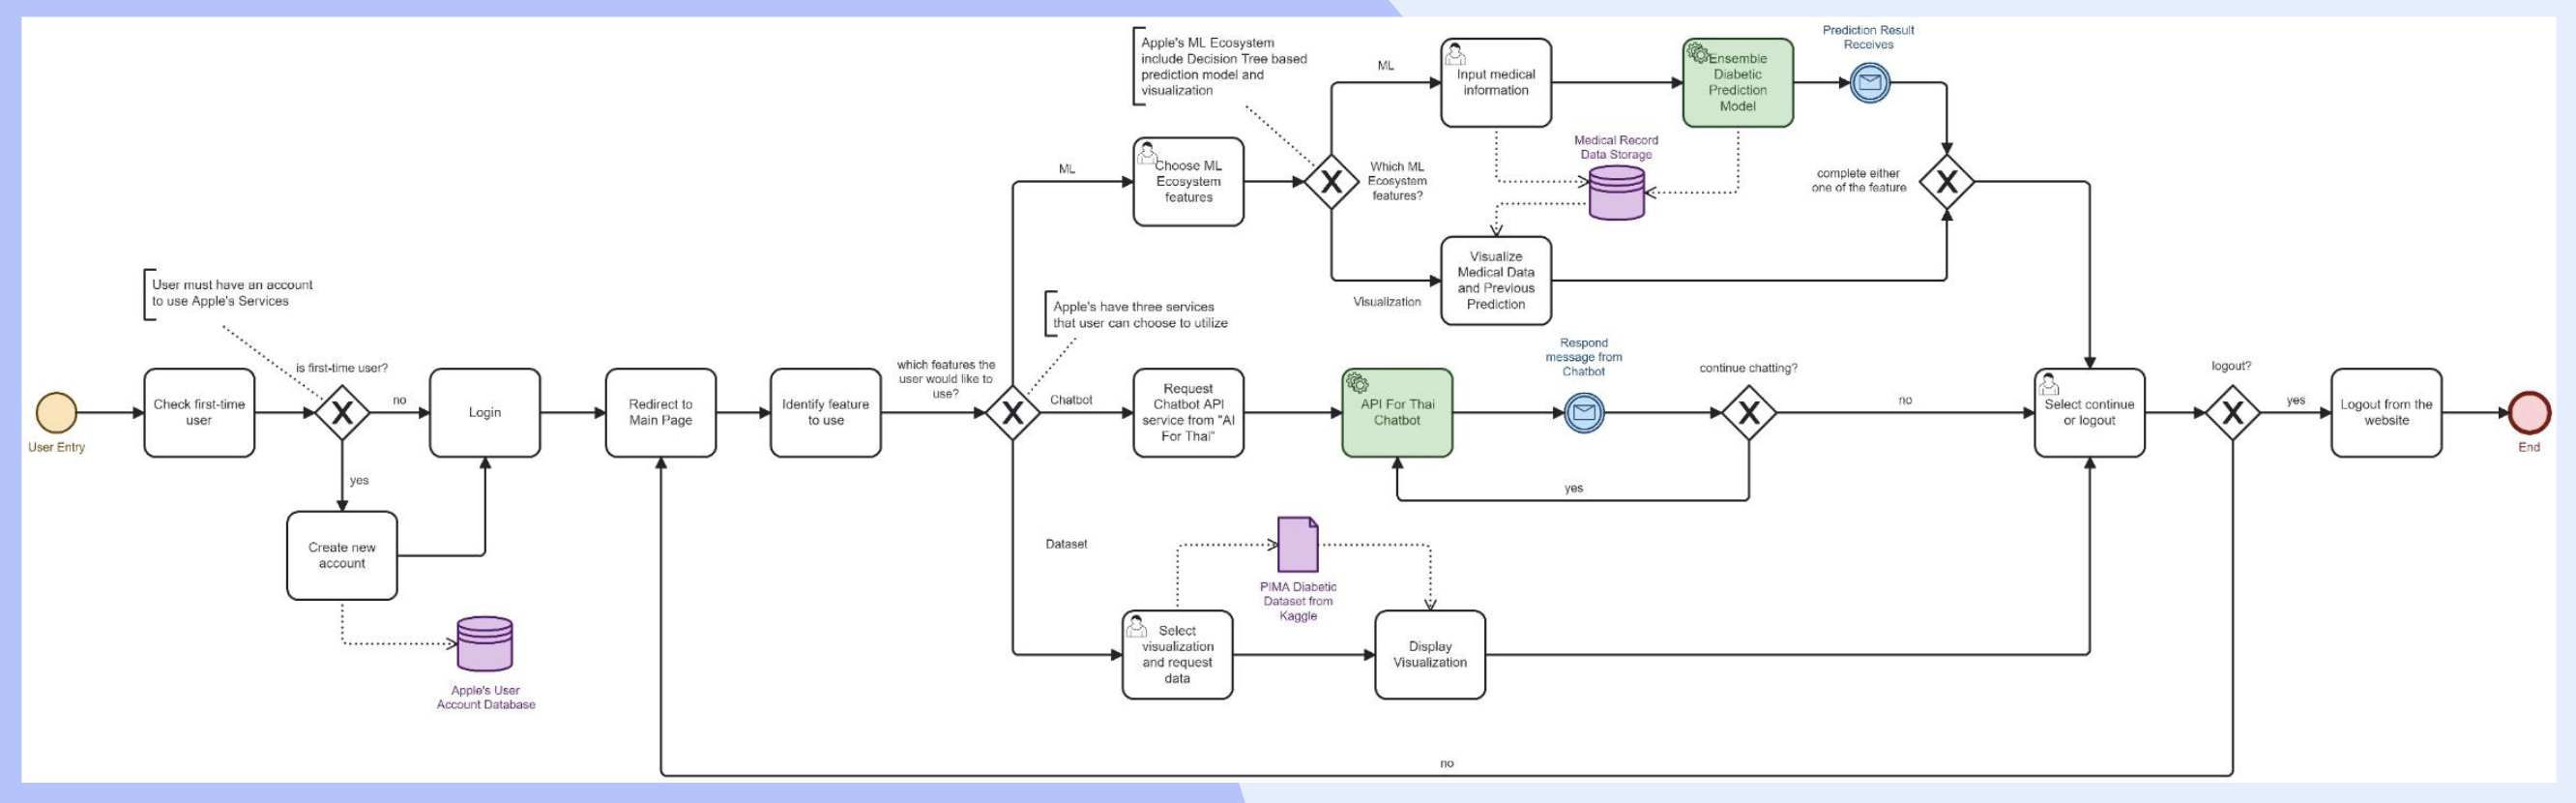 Apple's ML Ecosystem
include Decision Tree based
prediction model and
visualization
ML
Input medical
information
Ensemble
Diabetic
Prediction
Model
Prediction Result
Receives
Medical Record
Data Storage
ML
Choose ML
Ecosystem
features
Which ML
Ecosystem
features?
complete either
one of the feature
Visualization
Visualize
Medical Data
and Previous
Prediction
User must have an account
to use Apple's Services
Apple's have three services
that user can choose to utilize
User Entry
Check first-time
user
is first-time user?
no
yes
Login
Create new
account
Apple's User
Account Database
Redirect to
Main Page
Identify feature
to use
which features the
user would like to
use?
Chatbot
Request
Chatbot API
service from "AI
For Thai"
API For Thai
Chatbot
Respond
message from
Chatbot
continue chatting?
no
yes
Select continue
or logout
logout?
yes
Logout from the
website
End
Dataset
PIMA Diabetic
Dataset from
Kaggle
Select
visualization
and request
data
Display
Visualization
no